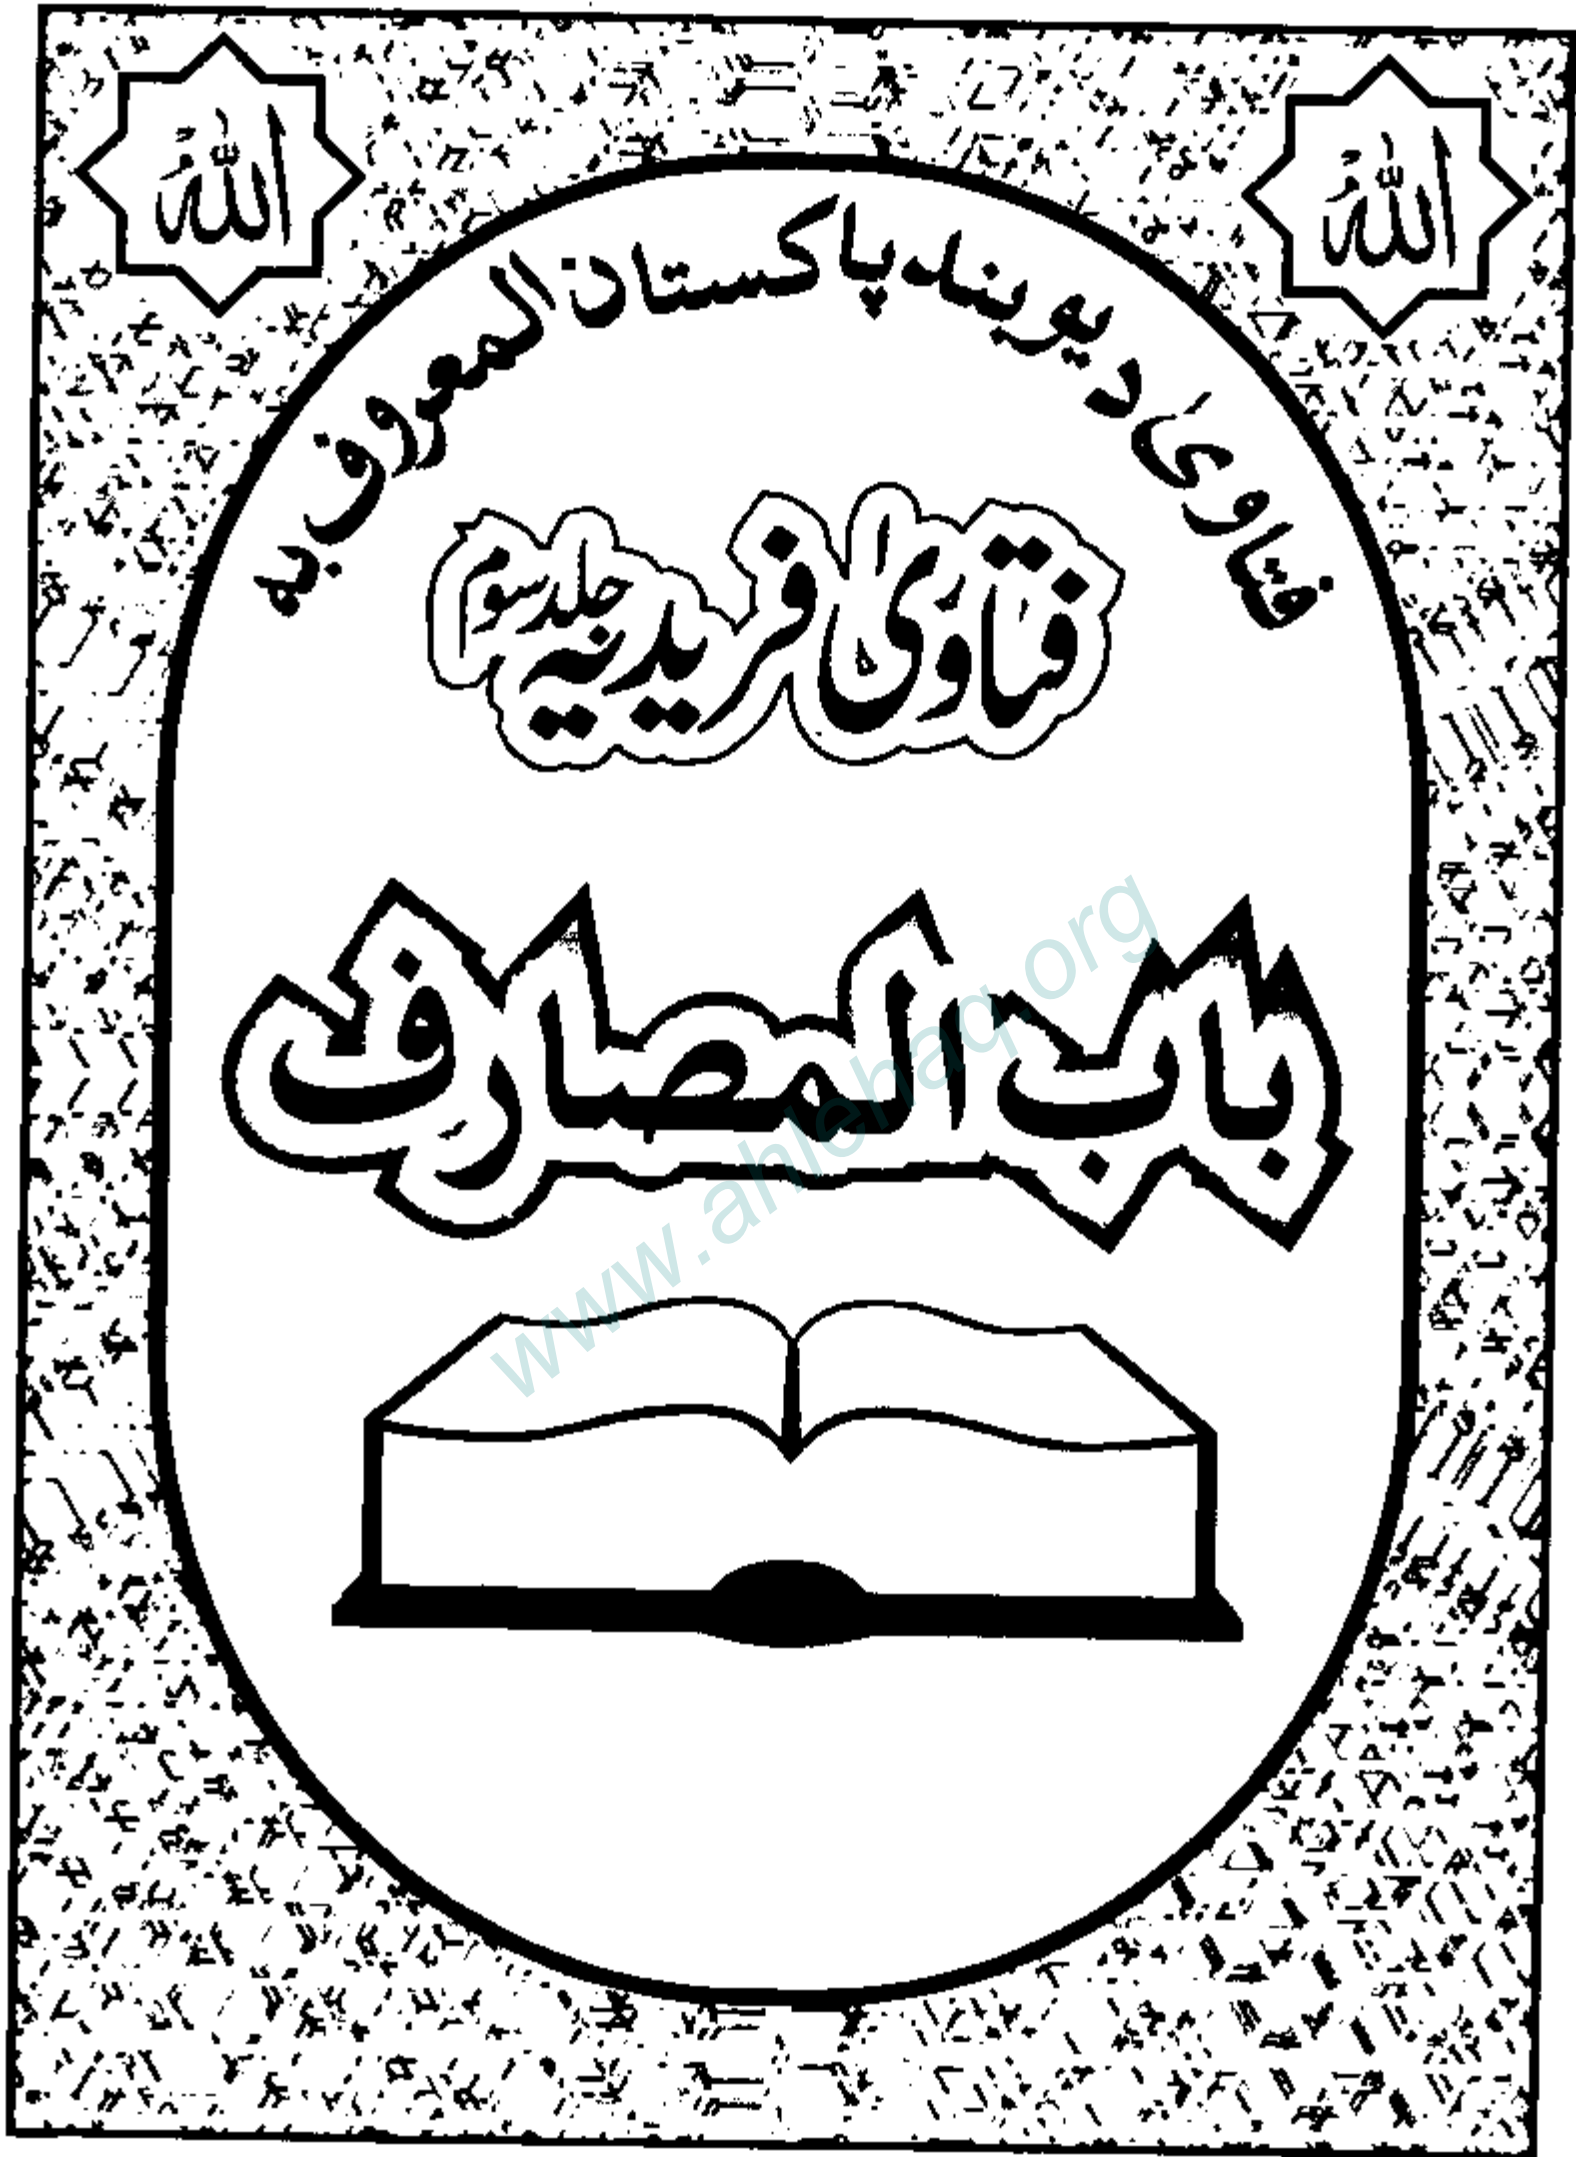 اللهُ
اللهُ
فتاویٰ دیوبند پاکستان المعروف بہ
فتاویٰ فریدیہ جلد سوم
باب المصارف
www.ahlehaq.org